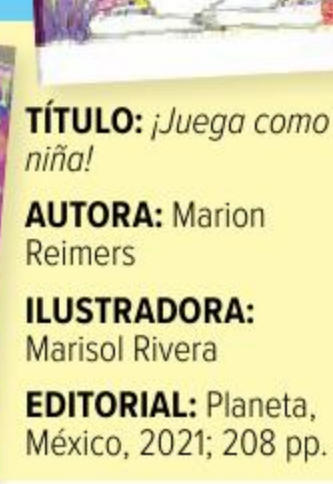 TÍTULO: ¡Juega como
niña!
AUTORA: Marion
Reimers
ILUSTRADORA:
Marisol Rivera
EDITORIAL: Planeta,
México, 2021; 208 pp.